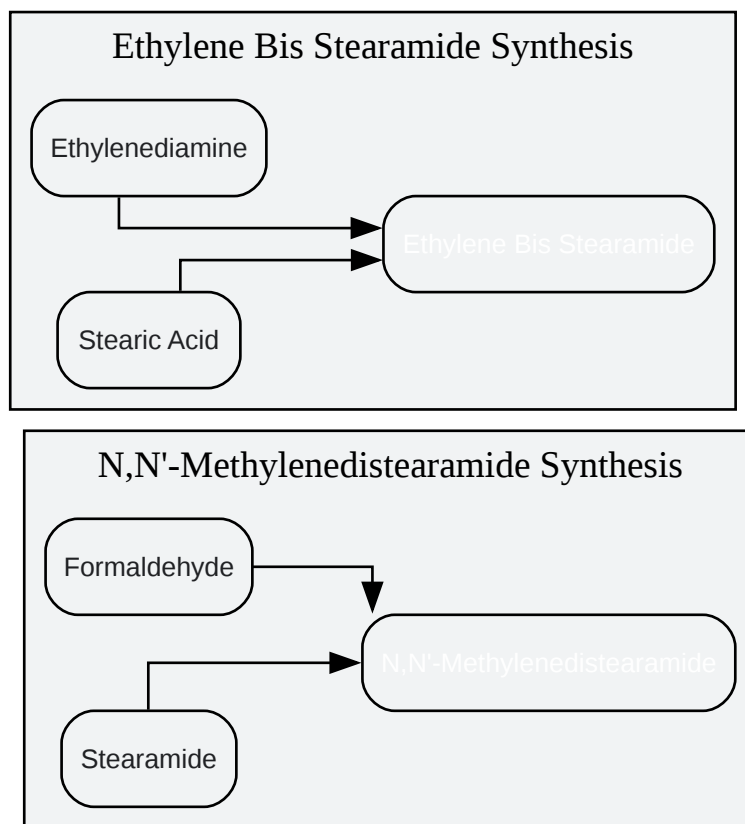 Ethylene Bis Stearamide Synthesis
Ethylenediamine
Ethylene Bis Stearamide
Stearic Acid
N,N'-Methylenedistearamide Synthesis
Formaldehyde
N,N'-Methylenedistearamide
Stearamide